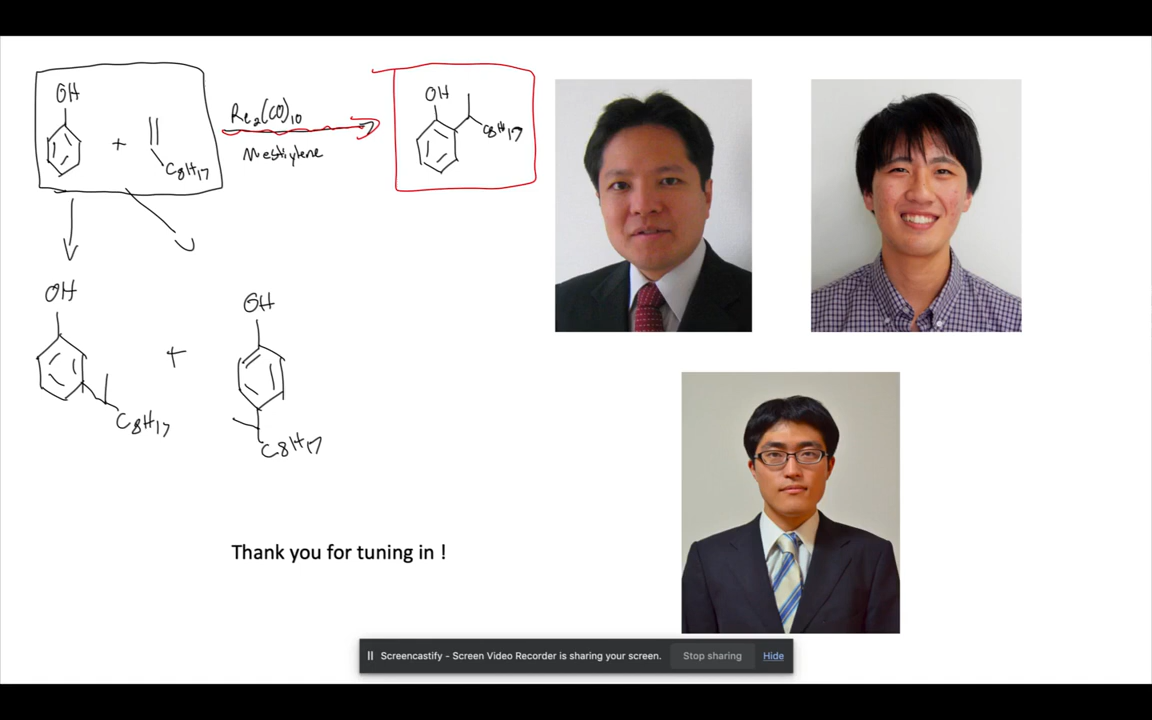 OH
+
C8H17
Re2(CO)10
Mesitylene
OH
C8H17
OH
+
OH
C8H17
C8H17
Thank you for tuning in !
Screencastify - Screen Video Recorder is sharing your screen.
Stop sharing
Hide